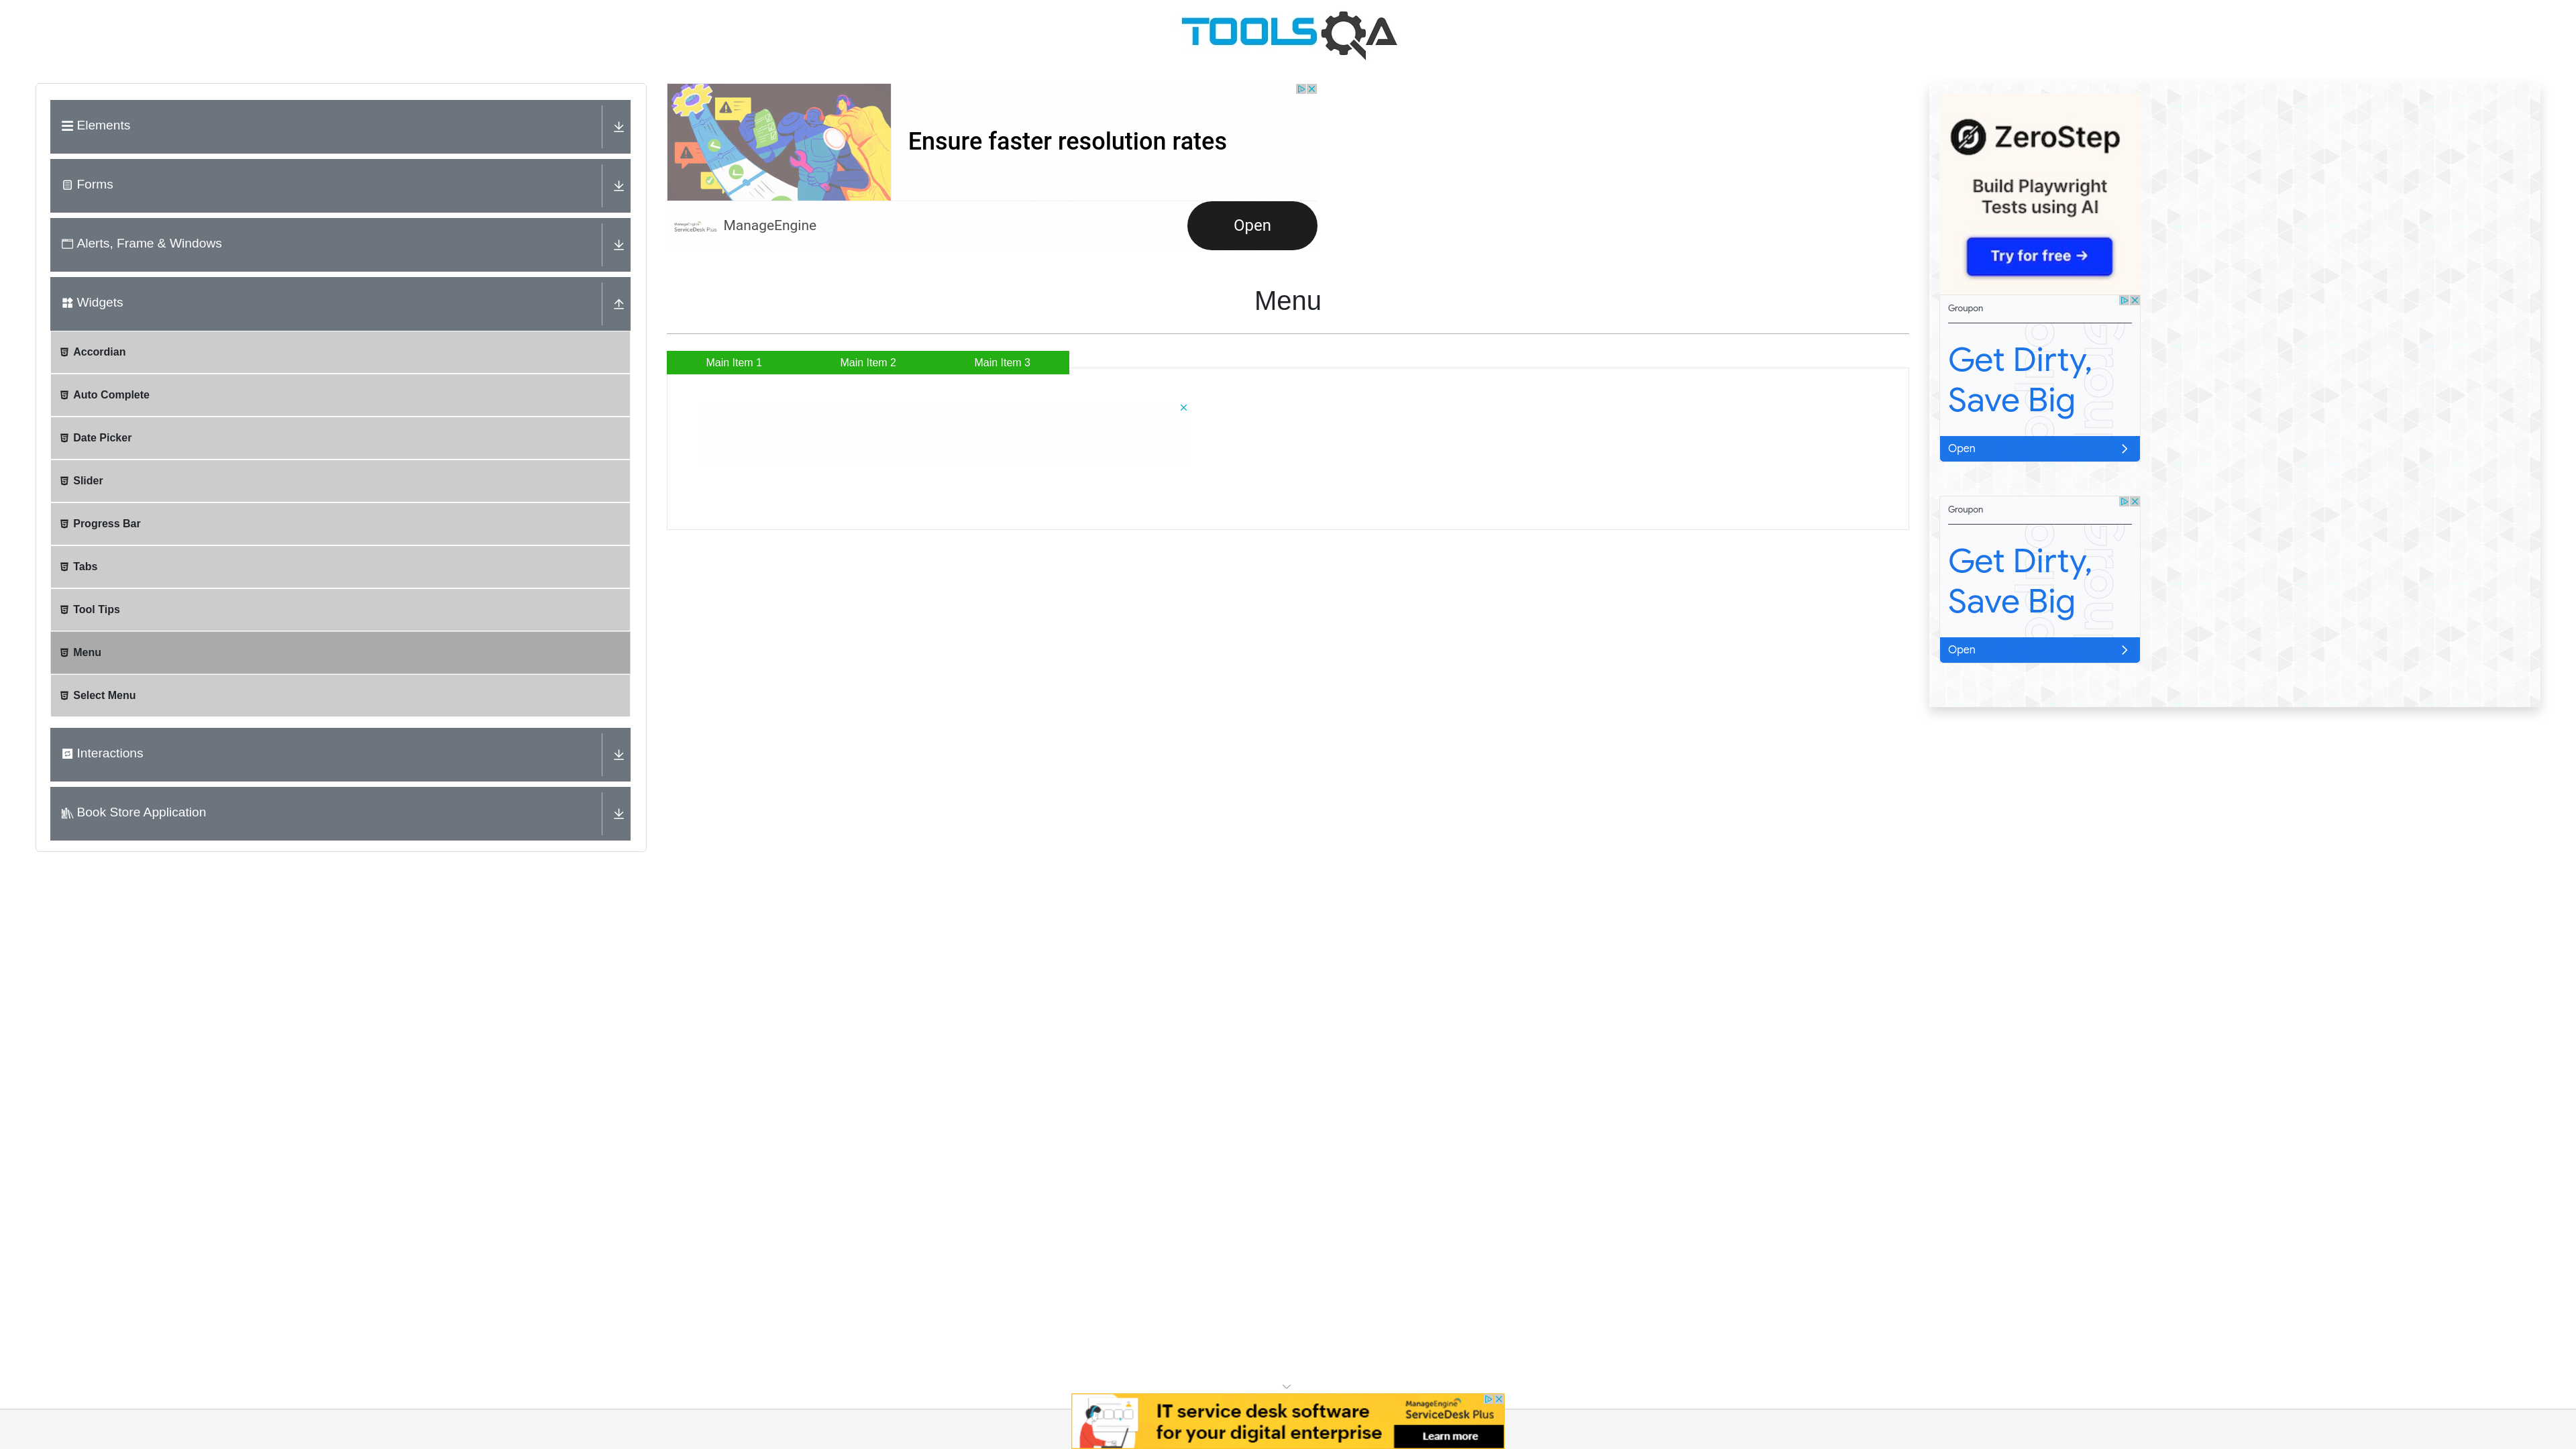 TOOLSQA
Elements
Forms
Alerts, Frame & Windows
Widgets
Accordian
Auto Complete
Date Picker
Slider
Progress Bar
Tabs
Tool Tips
Menu
Select Menu
Interactions
Book Store Application
Ensure faster resolution rates
ManageEngine
ServiceDesk Plus
ManageEngine
Open
Menu
Main Item 1
Main Item 2
Main Item 3
ZeroStep
Build Playwright
Tests using AI
Try for free →
Groupon
Get Dirty,
Save Big
Open
Groupon
Get Dirty,
Save Big
Open
IT service desk software
for your digital enterprise
ManageEngine
ServiceDesk Plus
Learn more